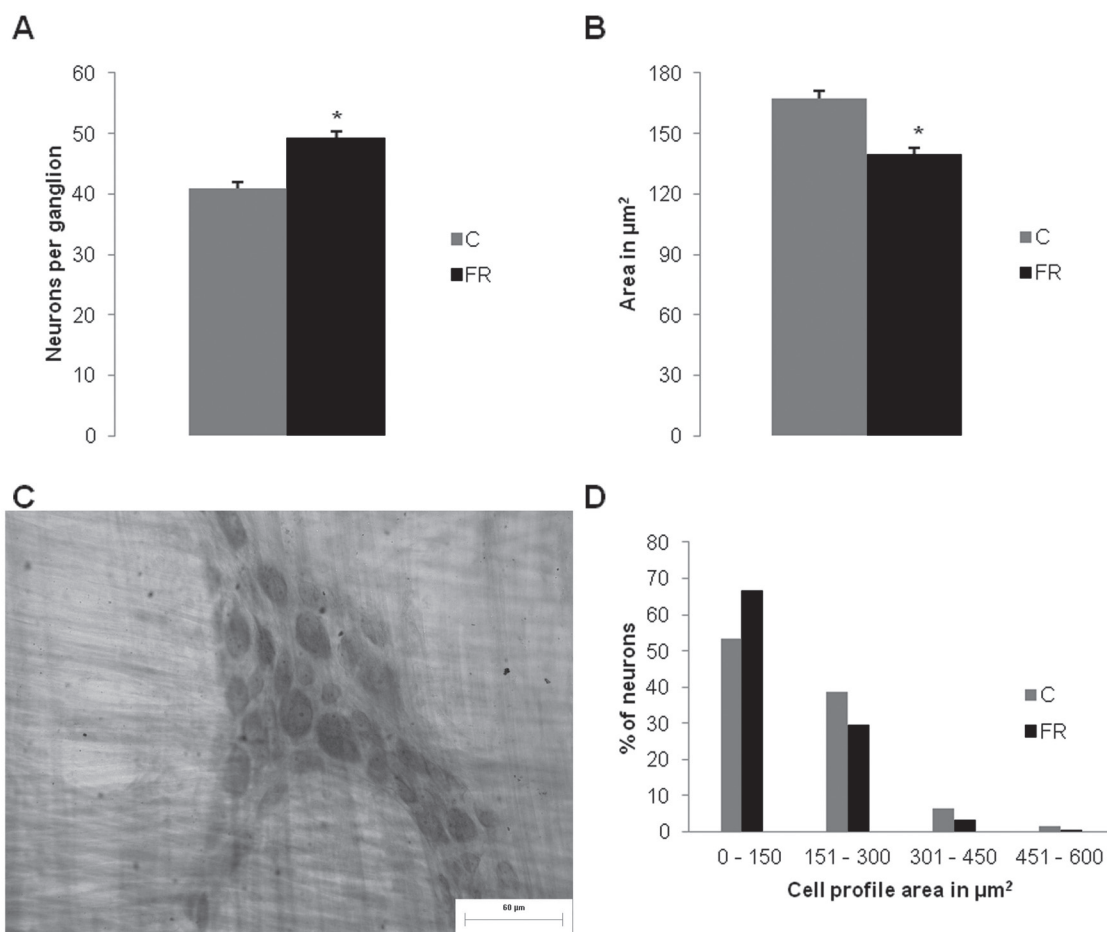 A
60
50
40
30
20
10
0
Neurons per ganglion
*
C
FR
B
180
150
120
90
60
30
0
Area in µm²
*
C
FR
C
60 µm
D
80
70
60
50
40
30
20
10
0
% of neurons
C
FR
0 - 150 151 - 300 301 - 450 451 - 600
Cell profile area in µm²